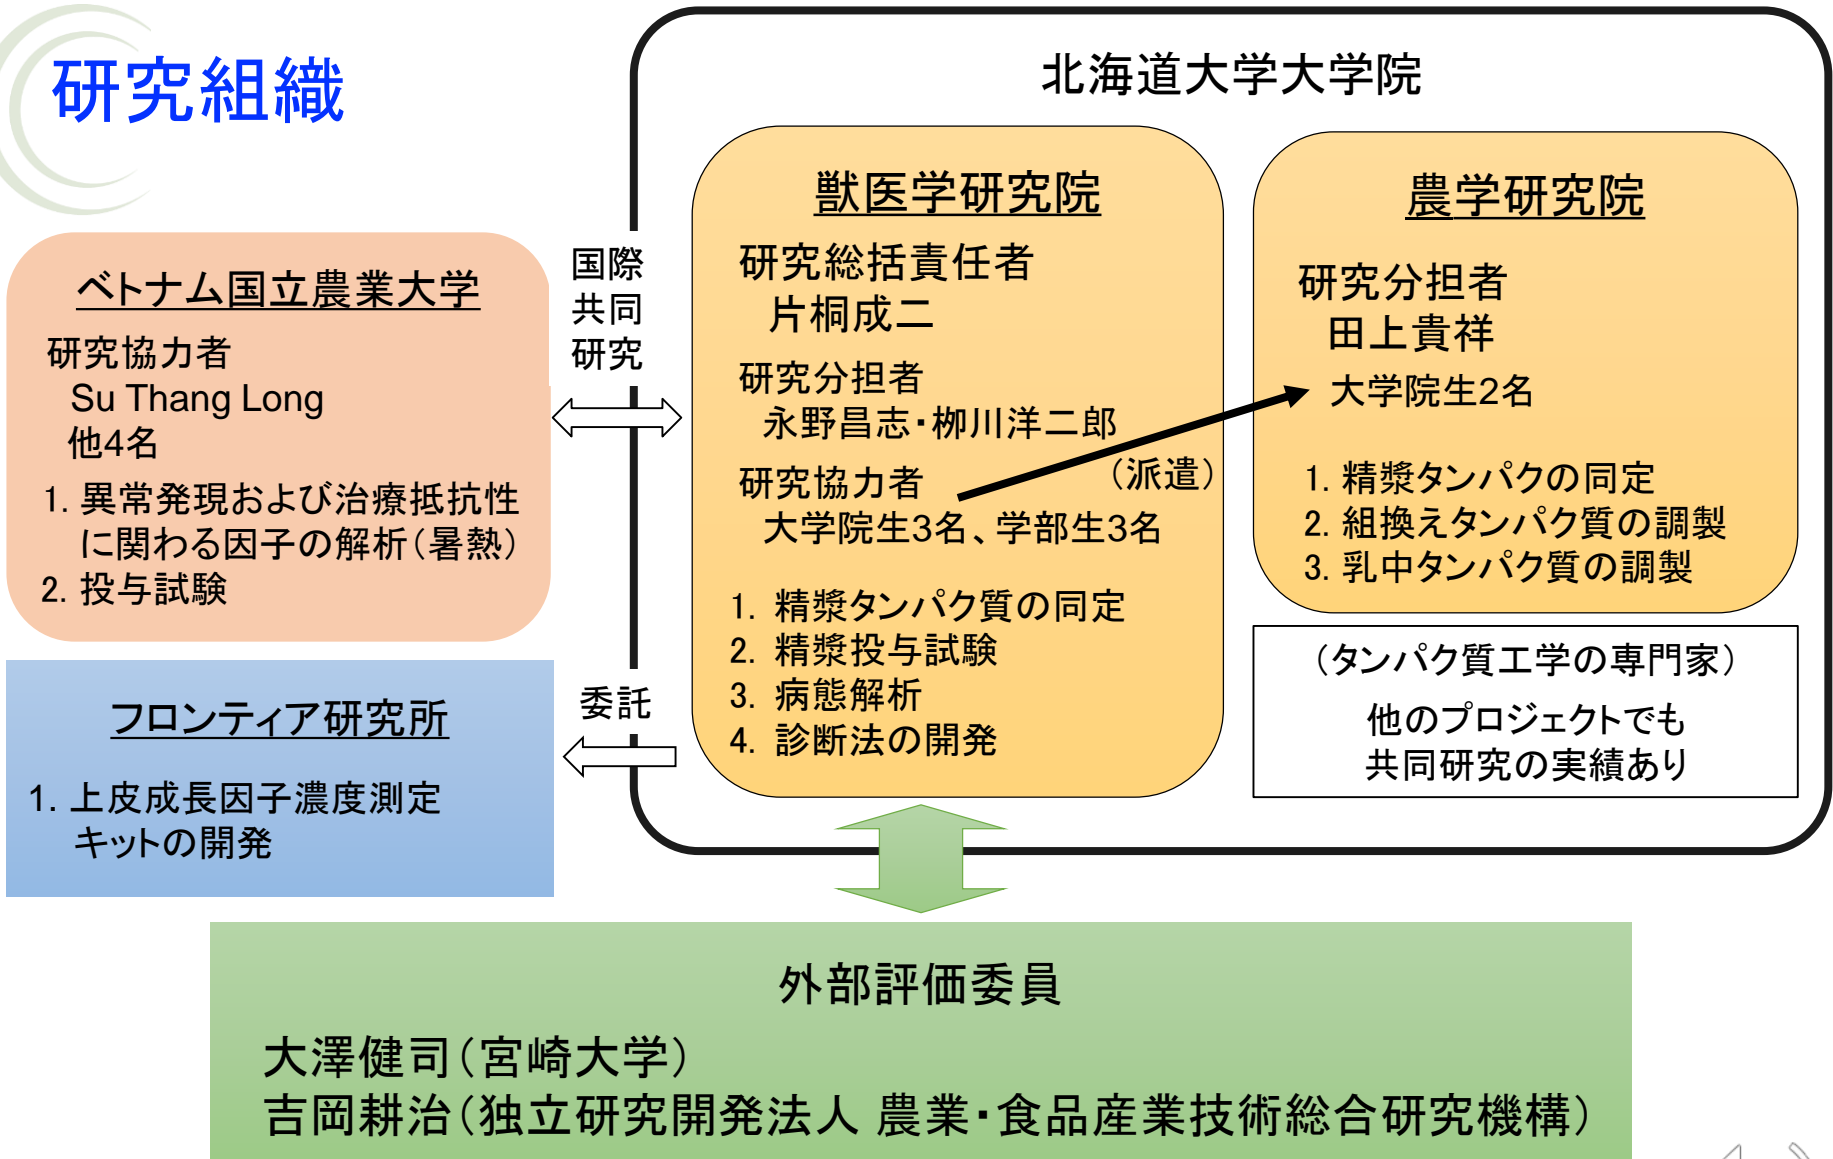 研究組織
北海道大学大学院
獣医学研究院
研究総括責任者
片桐成二
研究分担者
永野昌志・栁川洋二郎
研究協力者
（派遣）
大学院生3名、学部生3名
1. 精漿タンパク質の同定
2. 精漿投与試験
3. 病態解析
4. 診断法の開発
農学研究院
研究分担者
田上貴祥
大学院生2名
1. 精漿タンパクの同定
2. 組換えタンパク質の調製
3. 乳中タンパク質の調製
（タンパク質工学の専門家）
他のプロジェクトでも
共同研究の実績あり
国際
共同
研究
ベトナム国立農業大学
研究協力者
Su Thang Long
他4名
1. 異常発現および治療抵抗性
に関わる因子の解析（暑熱）
2. 投与試験
委託
フロンティア研究所
1. 上皮成長因子濃度測定
キットの開発
外部評価委員
大澤健司（宮崎大学）
吉岡耕治（独立研究開発法人 農業・食品産業技術総合研究機構）